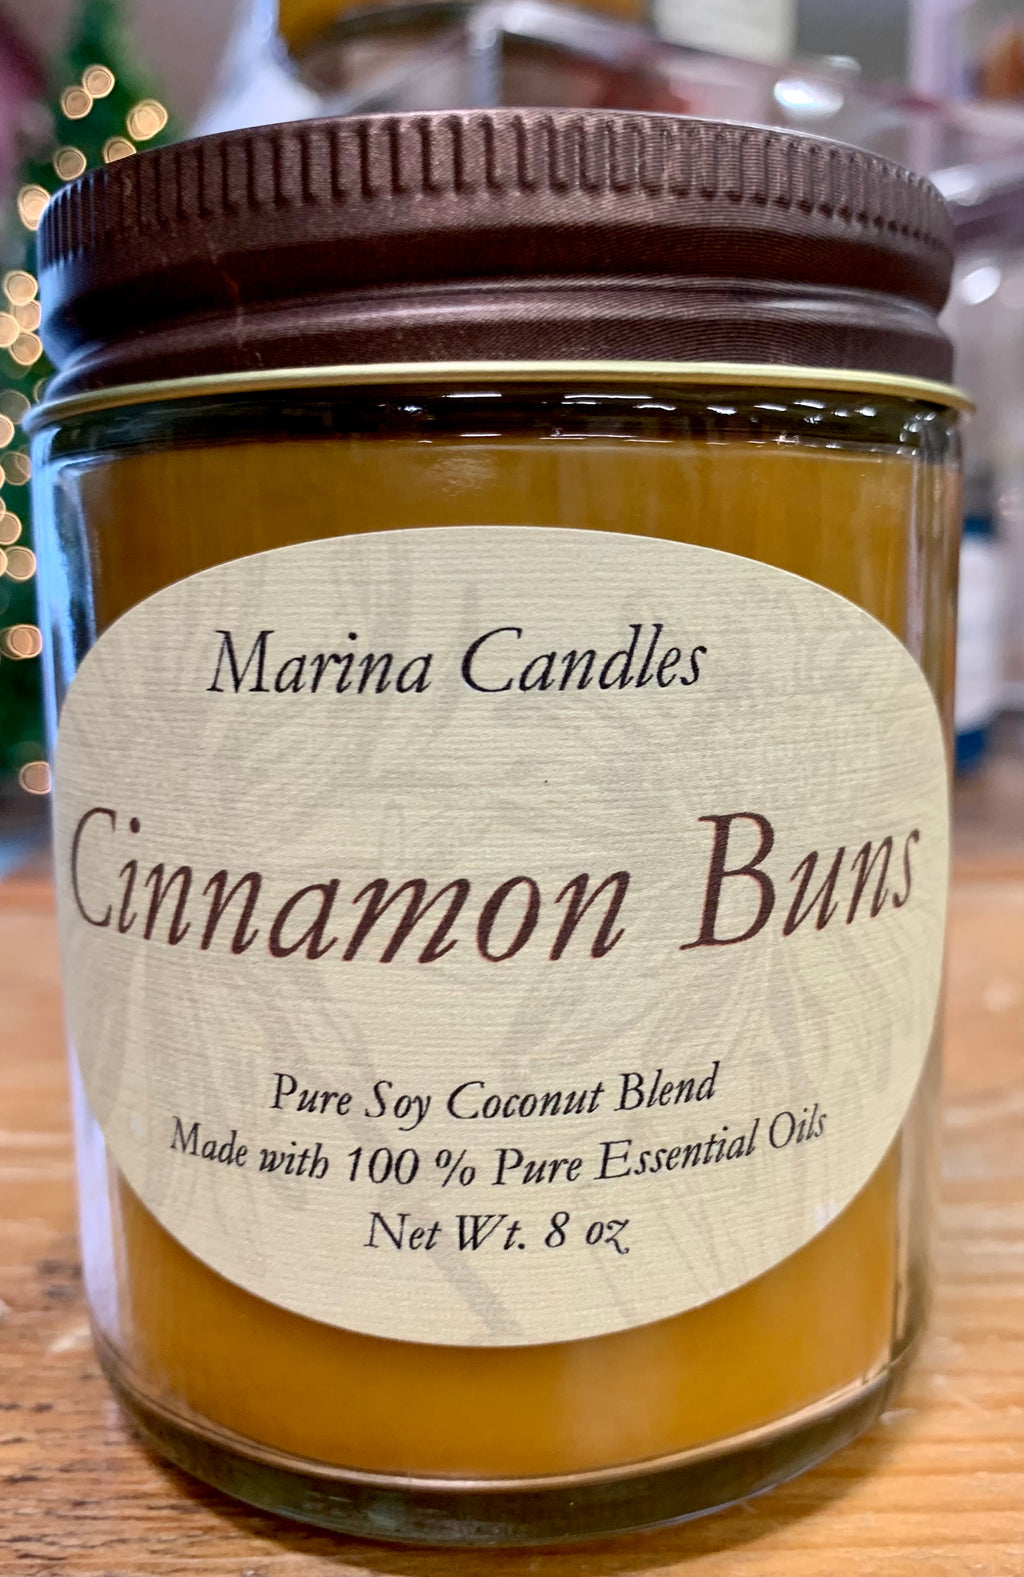 Marina Candles
Cinnamon Buns
Pure Soy Coconut Blend
Made with 100 % Pure Essential Oils
Net Wt. 8 oz